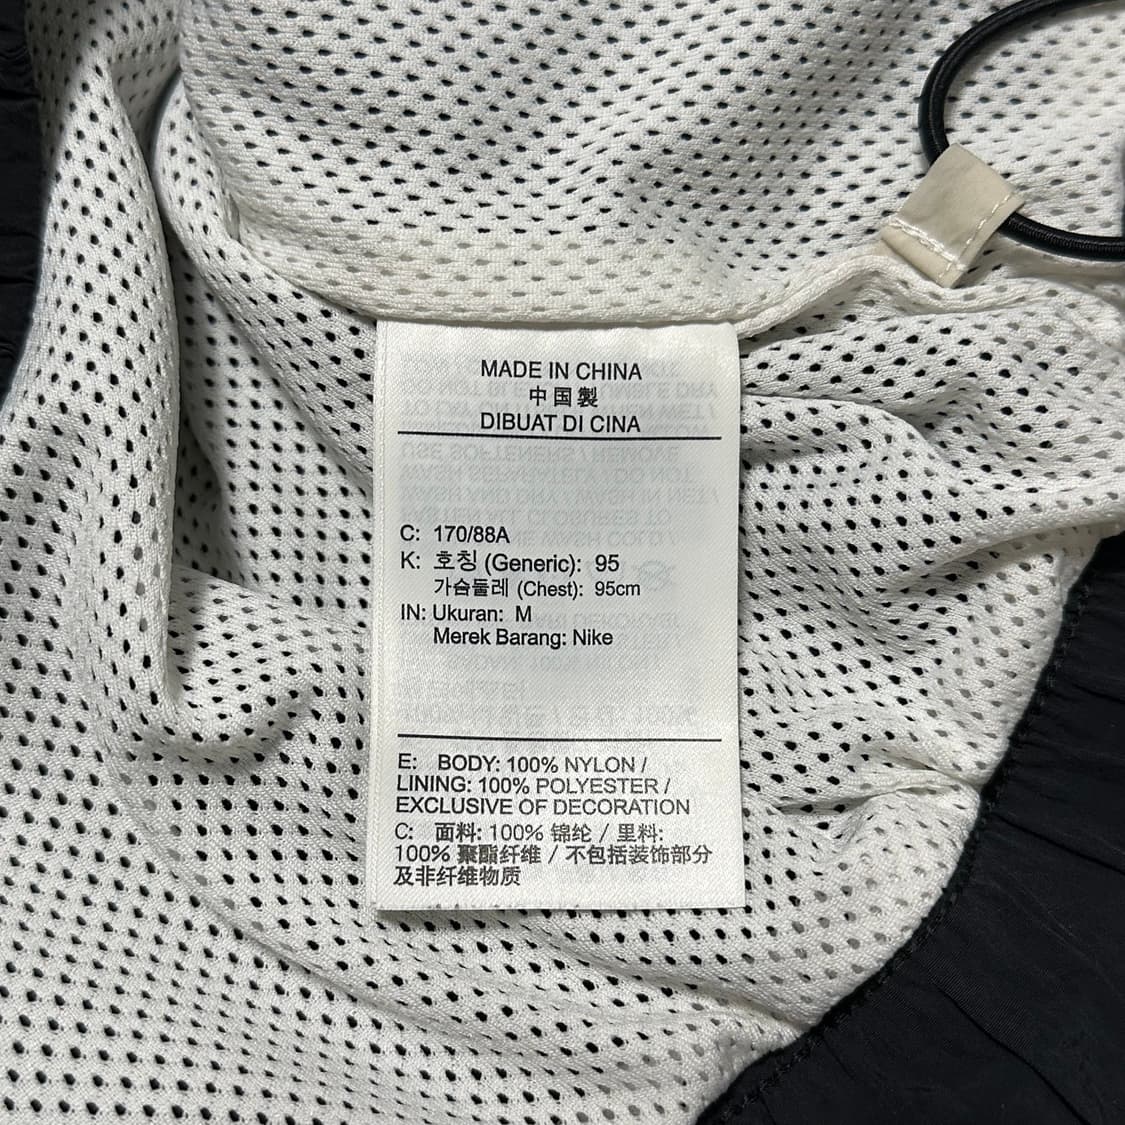 MADE IN CHINA
中国製
DIBUAT DI CINA
C: 170/88A
K: 호칭 (Generic): 95
가슴둘레 (Chest): 95cm
IN: Ukuran: M
Merek Barang: Nike
E: BODY: 100% NYLON /
LINING: 100% POLYESTER /
EXCLUSIVE OF DECORATION
C: 面料: 100% 锦纶 / 里料:
100% 聚酯纤维 / 不包括装饰部分
及非纤维物质